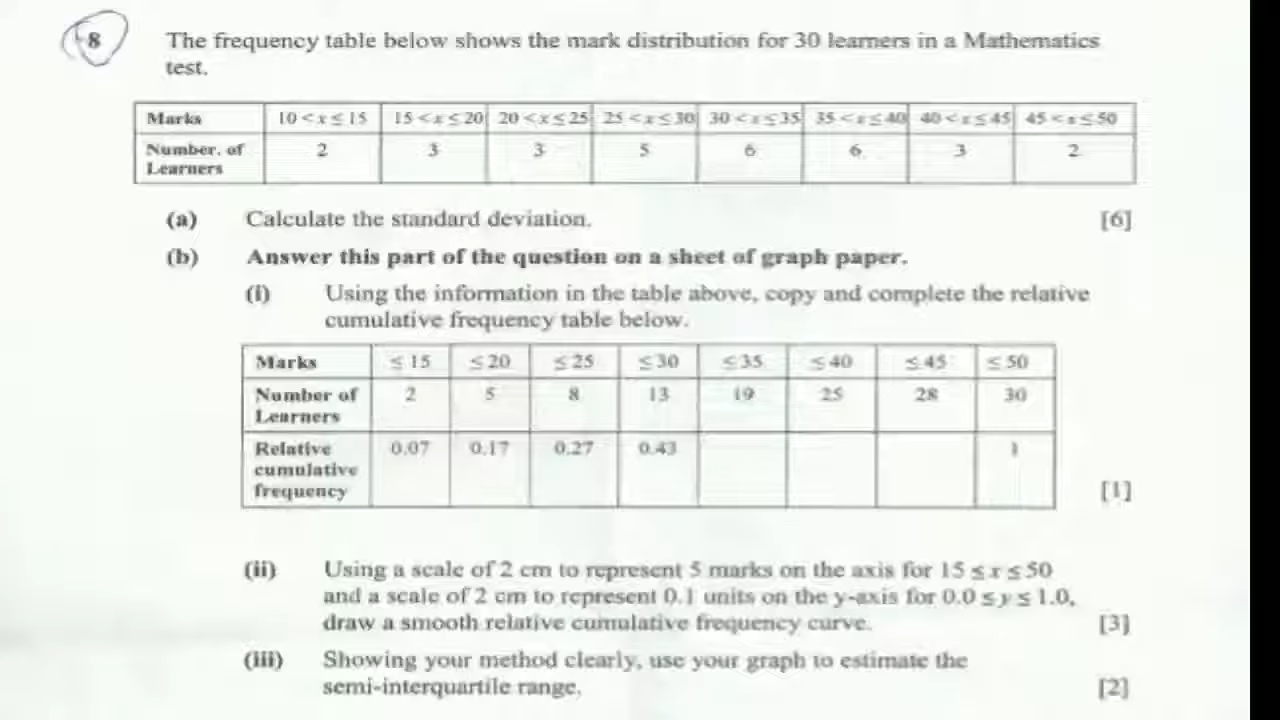 8 The frequency table below shows the mark distribution for 30 learners in a Mathematics
test.
Marks 10 < x ≤ 15 15 < x ≤ 20 20 < x ≤ 25 25 < x ≤ 30 30 < x ≤ 35 35 < x ≤ 40 40 < x ≤ 45 45 < x ≤ 50
Number. of 2 3 3 5 6 6 3 2
Learners
(a) Calculate the standard deviation. [6]
(b) Answer this part of the question on a sheet of graph paper.
(i) Using the information in the table above, copy and complete the relative
cumulative frequency table below.
Marks ≤ 15 ≤ 20 ≤ 25 ≤ 30 ≤ 35 ≤ 40 ≤ 45 ≤ 50
Number of 2 5 8 13 19 25 28 30
Learners
Relative 0.07 0.17 0.27 0.43 1
cumulative
frequency [1]
(ii) Using a scale of 2 cm to represent 5 marks on the axis for 15 ≤ x ≤ 50
and a scale of 2 cm to represent 0.1 units on the y-axis for 0.0 ≤ y ≤ 1.0,
draw a smooth relative cumulative frequency curve. [3]
(iii) Showing your method clearly, use your graph to estimate the
semi-interquartile range. [2]